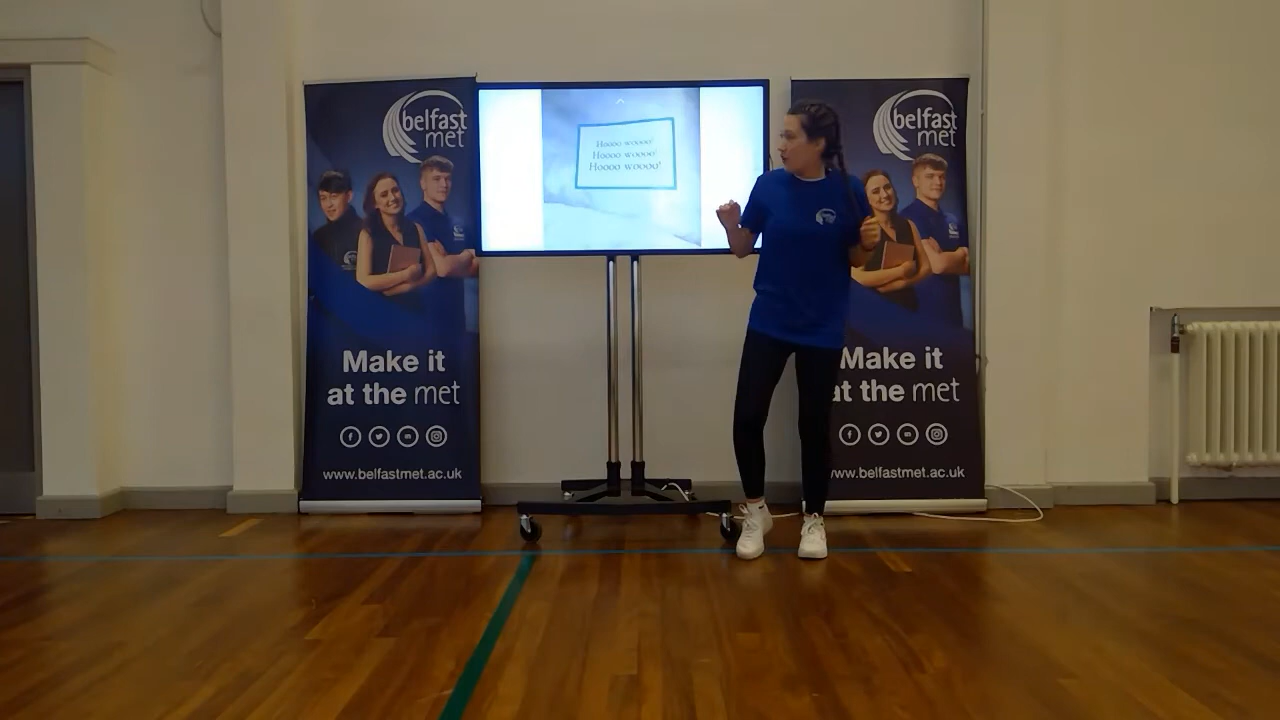 belfast
met
Make it
at the met
www.belfastmet.ac.uk
Hoooo woooo!
Hoooo woooo!
Hoooo woooo!
belfast
met
Make it
at the met
www.belfastmet.ac.uk